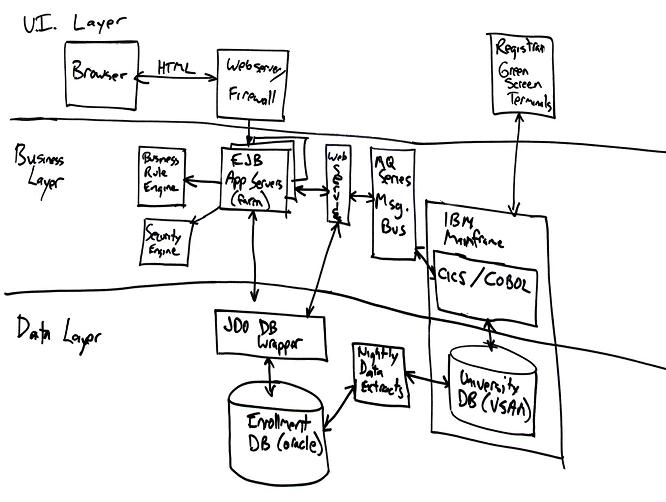 U.I. Layer
Browser
HTML
Webserver/
Firewall
Registrar
Green
Screen
Terminals
Business
Layer
Business
Rule
Engine
Security
Engine
EJB
App Servers
(Farm)
Web
MQ
Series
Msg.
Bus
IBM
Mainframe
CICS/COBOL
Data Layer
JDO DB
Wrapper
Enrollment
DB (oracle)
Nightly
Data
Extracts
University
DB (VSAM)